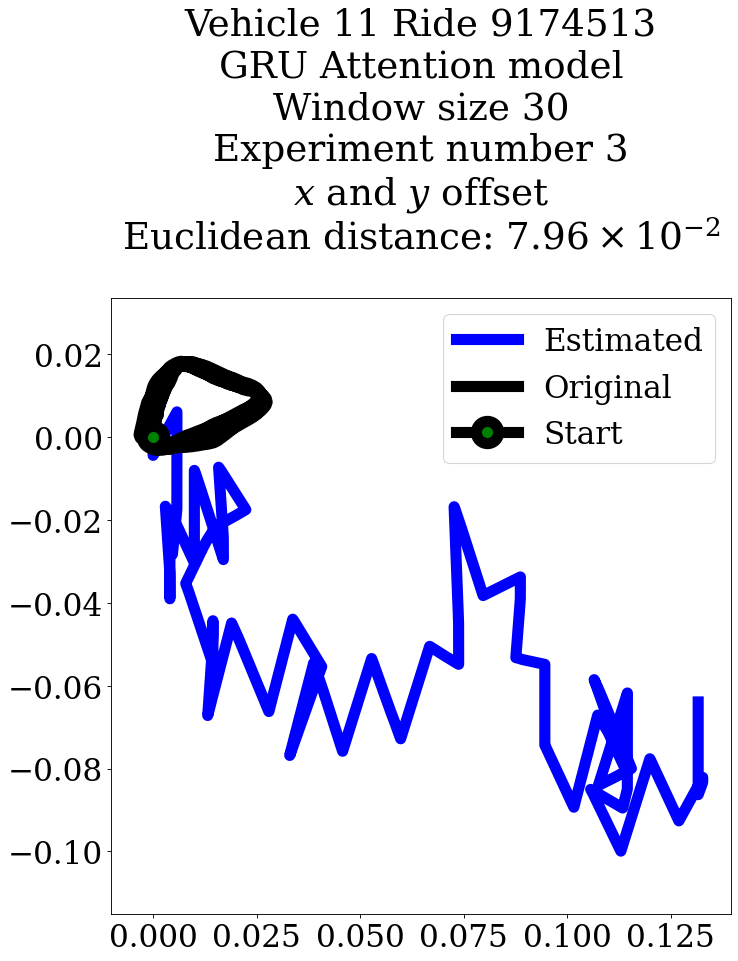 Vehicle 11 Ride 9174513
GRU Attention model
Window size 30
Experiment number 3
x and y offset
Euclidean distance: 7.96 × 10⁻²
Estimated
Original
Start
0.02
0.00
−0.02
−0.04
−0.06
−0.08
−0.10
0.000 0.025 0.050 0.075 0.100 0.125